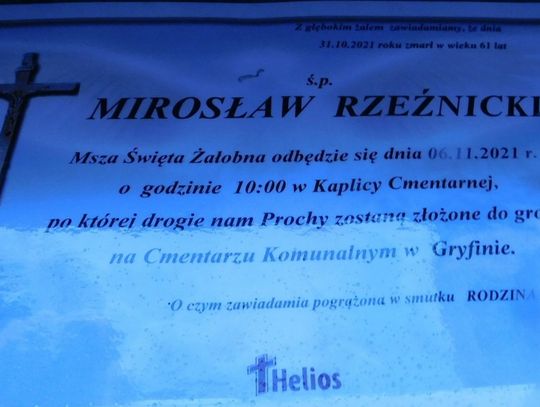 Z głębokim żalem zawiadamiamy, że dnia
31.10.2021 roku zmarł w wieku 61 lat
ś.p.
MIROSŁAW RZEŹNICKI
Msza Święta Żałobna odbędzie się dnia 06.11.2021 r.
o godzinie 10:00 w Kaplicy Cmentarnej,
po której drogie nam Prochy zostaną złożone do gro
na Cmentarzu Komunalnym w Gryfinie.
O czym zawiadamia pogrążona w smutku RODZINA
Helios